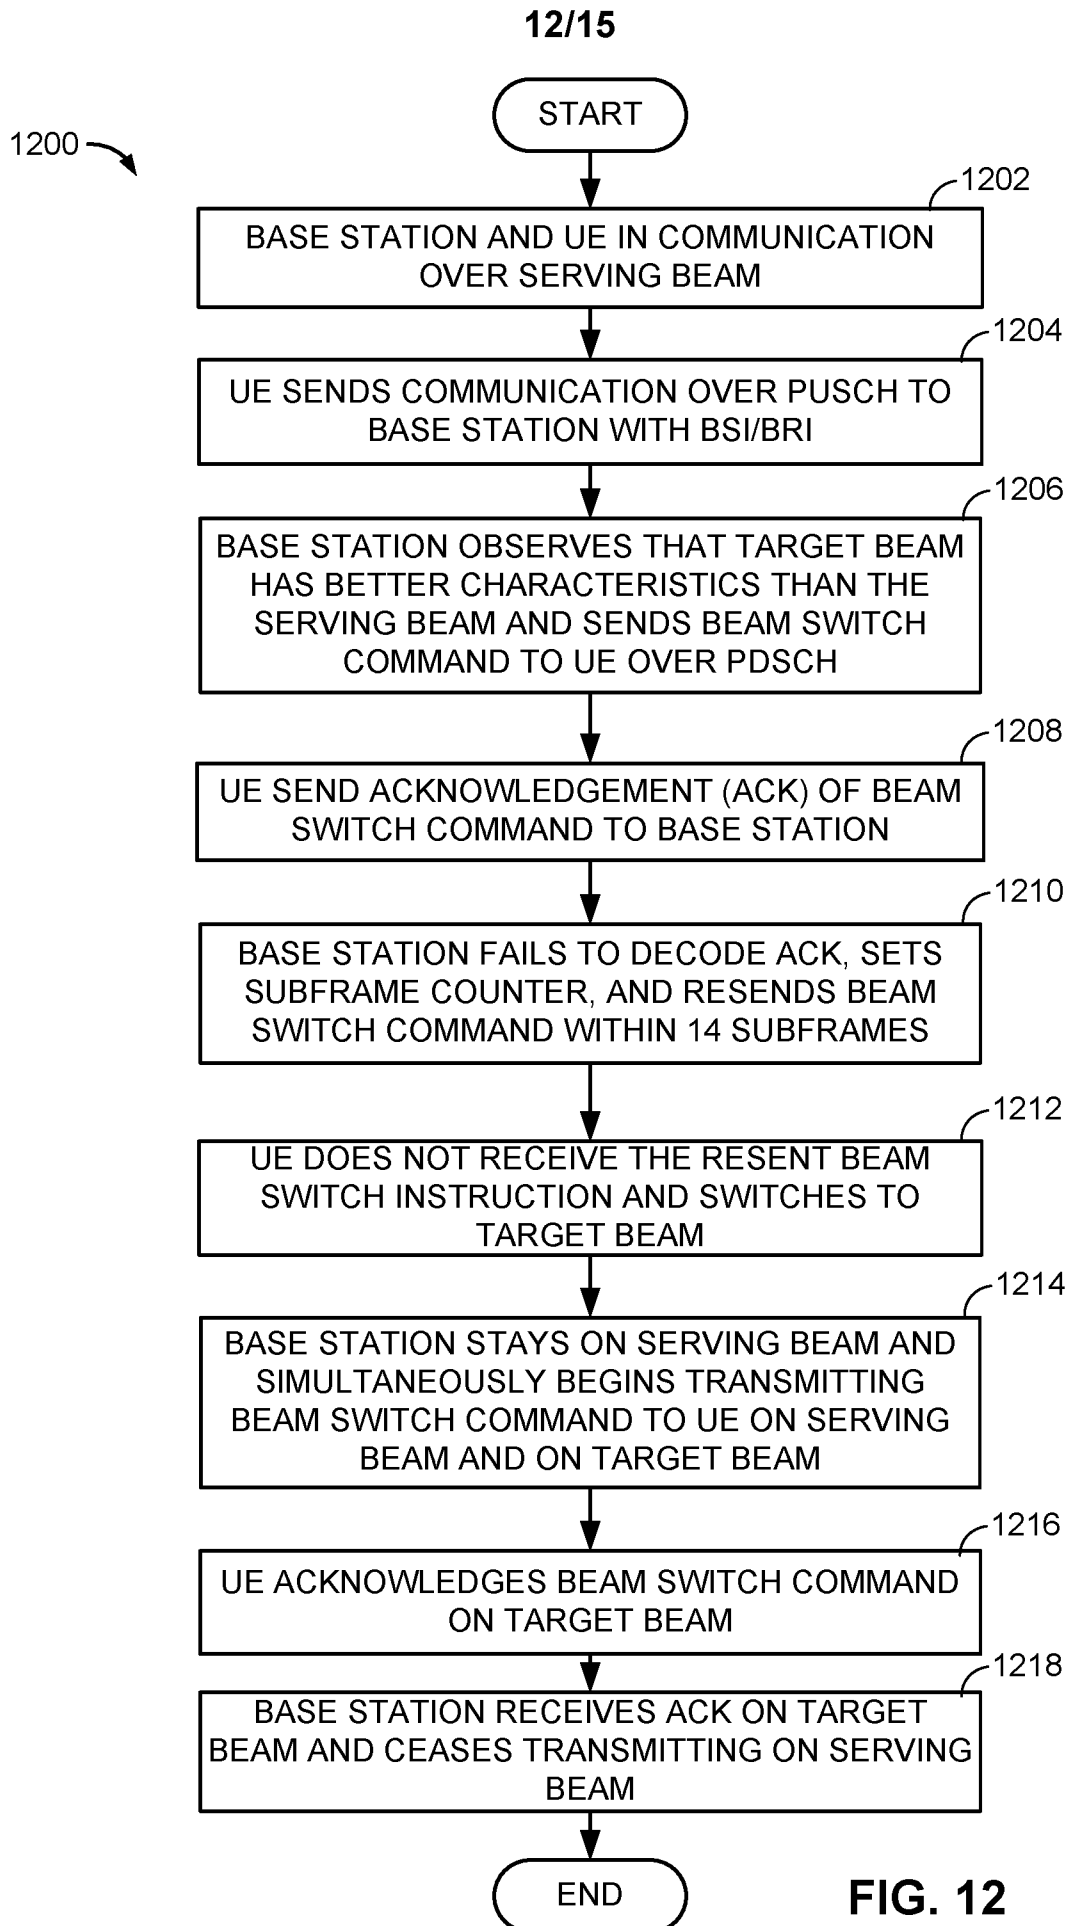 12/15
START
1200
1202
BASE STATION AND UE IN COMMUNICATION
OVER SERVING BEAM
1204
UE SENDS COMMUNICATION OVER PUSCH TO
BASE STATION WITH BSI/BRI
1206
BASE STATION OBSERVES THAT TARGET BEAM
HAS BETTER CHARACTERISTICS THAN THE
SERVING BEAM AND SENDS BEAM SWITCH
COMMAND TO UE OVER PDSCH
1208
UE SEND ACKNOWLEDGEMENT (ACK) OF BEAM
SWITCH COMMAND TO BASE STATION
1210
BASE STATION FAILS TO DECODE ACK, SETS
SUBFRAME COUNTER, AND RESENDS BEAM
SWITCH COMMAND WITHIN 14 SUBFRAMES
1212
UE DOES NOT RECEIVE THE RESENT BEAM
SWITCH INSTRUCTION AND SWITCHES TO
TARGET BEAM
1214
BASE STATION STAYS ON SERVING BEAM AND
SIMULTANEOUSLY BEGINS TRANSMITTING
BEAM SWITCH COMMAND TO UE ON SERVING
BEAM AND ON TARGET BEAM
1216
UE ACKNOWLEDGES BEAM SWITCH COMMAND
ON TARGET BEAM
1218
BASE STATION RECEIVES ACK ON TARGET
BEAM AND CEASES TRANSMITTING ON SERVING
BEAM
END
FIG. 12